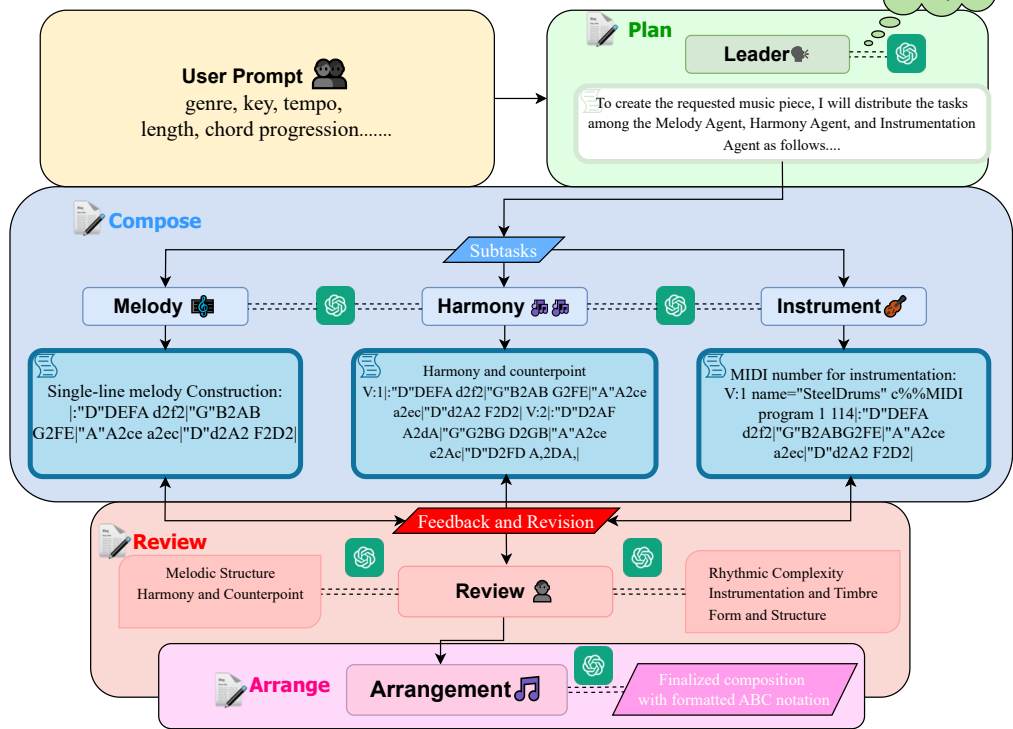 User Prompt
genre, key, tempo,
length, chord progression.......
Plan
Leader
To create the requested music piece, I will distribute the tasks
among the Melody Agent, Harmony Agent, and Instrumentation
Agent as follows....
Compose
Subtasks
Melody
Harmony
Instrument
Single-line melody Construction:
|:"D"DEFA d2f2|"G"B2AB
G2FE|"A"A2ce a2ec|"D"d2A2 F2D2|
Harmony and counterpoint
V:1|:"D"DEFA d2f2|"G"B2AB G2FE|"A"A2ce
a2ec|"D"d2A2 F2D2| V:2|:"D"D2AF
A2dA|"G"G2BG D2GB|"A"A2ce
e2Ac|"D"D2FD A,2DA,|
MIDI number for instrumentation:
V:1 name="SteelDrums" c%%MIDI
program 1 114|:"D"DEFA
d2f2|"G"B2ABG2FE|"A"A2ce
a2ec|"D"d2A2 F2D2|
Feedback and Revision
Review
Melodic Structure
Harmony and Counterpoint
Review
Rhythmic Complexity
Instrumentation and Timbre
Form and Structure
Arrange
Arrangement
Finalized composition
with formatted ABC notation